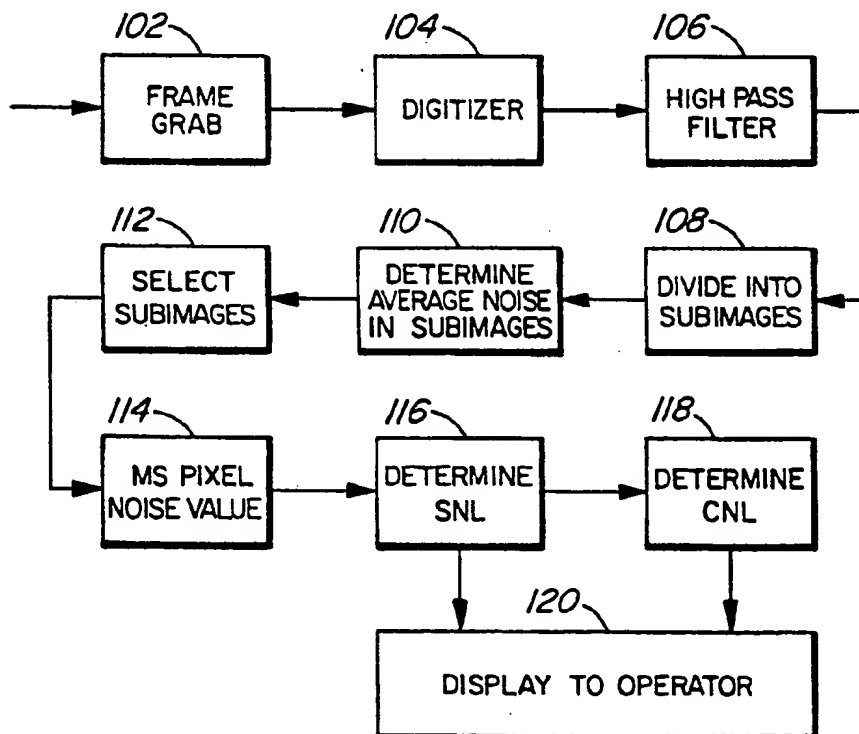 102
104
106
FRAME
GRAB
DIGITIZER
HIGH PASS
FILTER
112
110
108
SELECT
SUBIMAGES
DETERMINE
AVERAGE NOISE
IN SUBIMAGES
DIVIDE INTO
SUBIMAGES
114
116
118
MS PIXEL
NOISE VALUE
DETERMINE
SNL
DETERMINE
CNL
120
DISPLAY TO OPERATOR